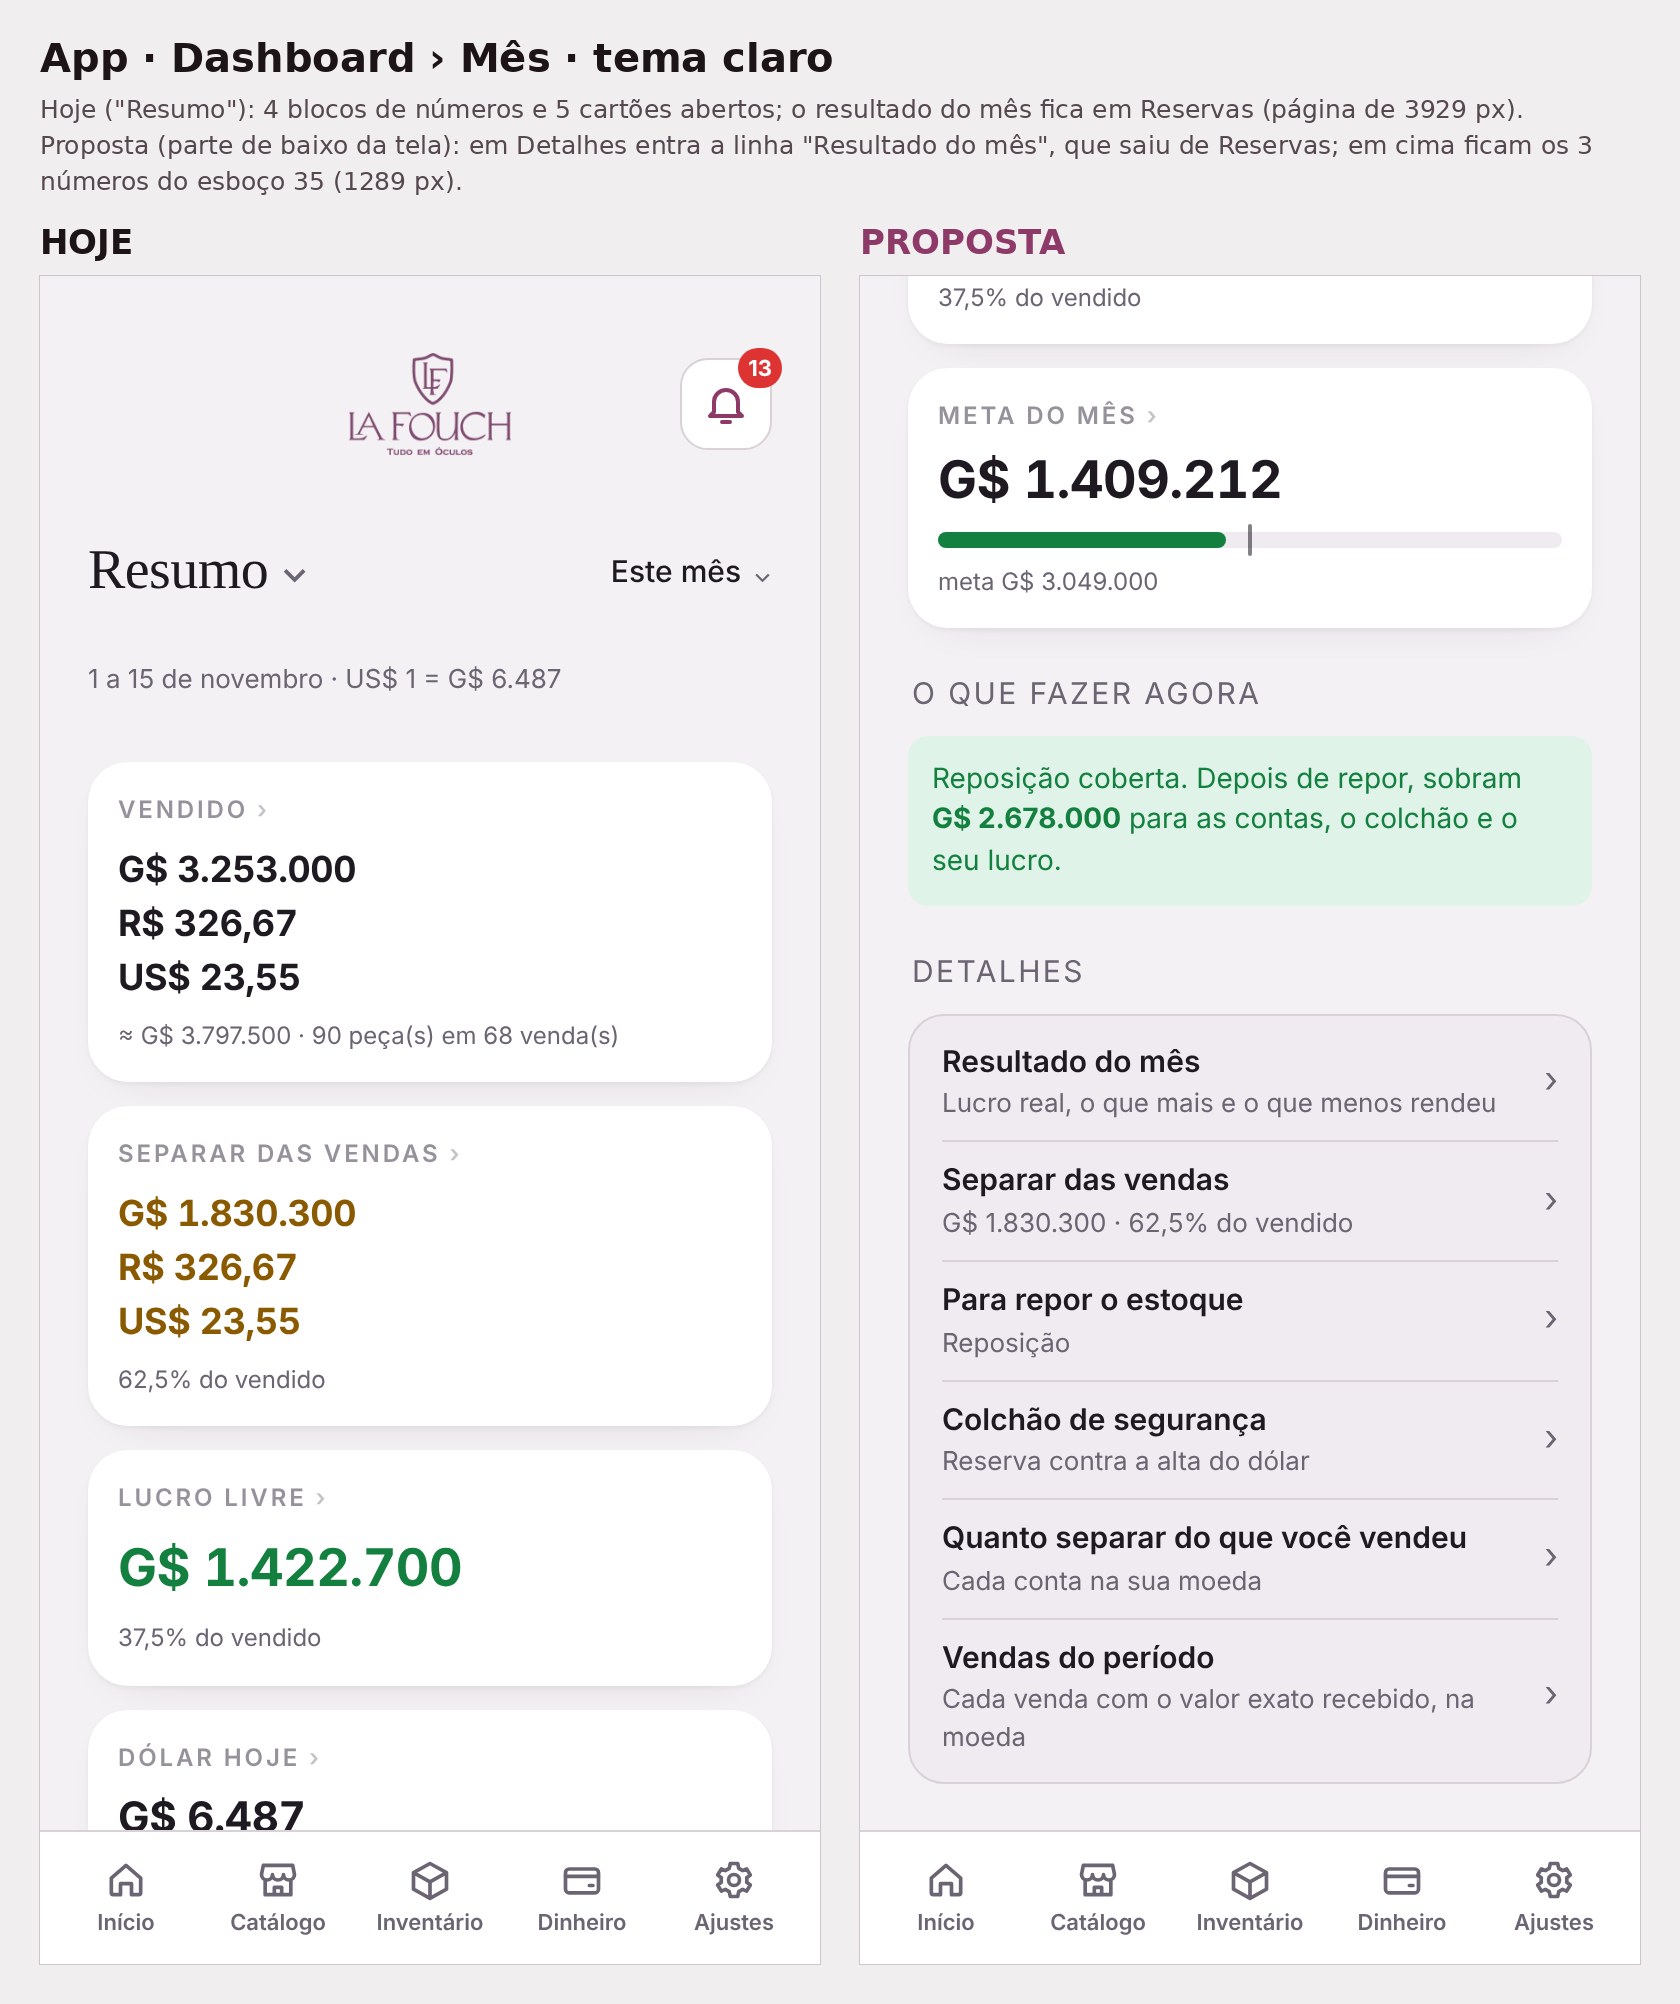 App · Dashboard › Mês · tema claro
Hoje ("Resumo"): 4 blocos de números e 5 cartões abertos; o resultado do mês fica em Reservas (página de 3929 px).
Proposta (parte de baixo da tela): em Detalhes entra a linha "Resultado do mês", que saiu de Reservas; em cima ficam os 3
números do esboço 35 (1289 px).
HOJE
LF
LA FOUCH
TUDO EM ÓCULOS
13
Resumo
Este mês
1 a 15 de novembro · US$ 1 = G$ 6.487
VENDIDO ›
G$ 3.253.000
R$ 326,67
US$ 23,55
≈ G$ 3.797.500 · 90 peça(s) em 68 venda(s)
SEPARAR DAS VENDAS ›
G$ 1.830.300
R$ 326,67
US$ 23,55
62,5% do vendido
LUCRO LIVRE ›
G$ 1.422.700
37,5% do vendido
DÓLAR HOJE ›
G$ 6.487
Início
Catálogo
Inventário
Dinheiro
Ajustes
PROPOSTA
37,5% do vendido
META DO MÊS ›
G$ 1.409.212
meta G$ 3.049.000
O QUE FAZER AGORA
Reposição coberta. Depois de repor, sobram
G$ 2.678.000 para as contas, o colchão e o
seu lucro.
DETALHES
Resultado do mês
Lucro real, o que mais e o que menos rendeu
›
Separar das vendas
G$ 1.830.300 · 62,5% do vendido
›
Para repor o estoque
Reposição
›
Colchão de segurança
Reserva contra a alta do dólar
›
Quanto separar do que você vendeu
Cada conta na sua moeda
›
Vendas do período
Cada venda com o valor exato recebido, na
moeda
›
Início
Catálogo
Inventário
Dinheiro
Ajustes